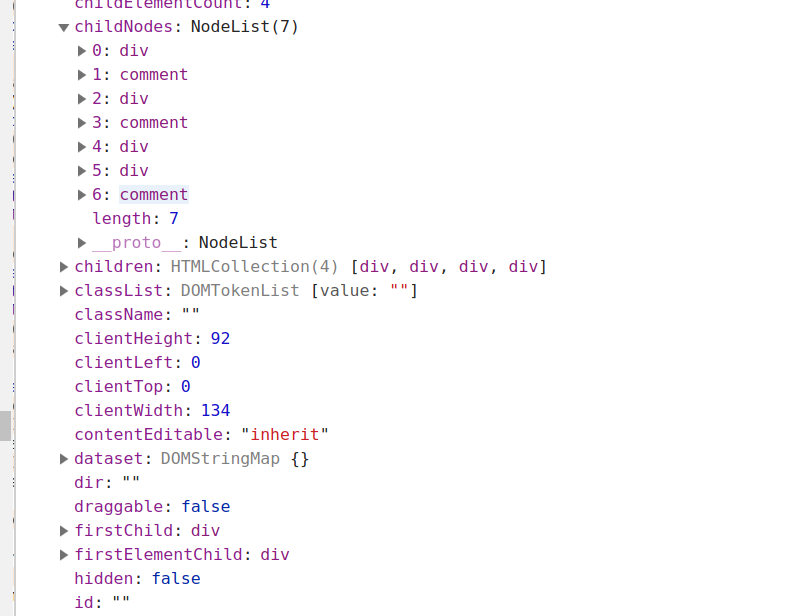 childElementCount: 4
childNodes: NodeList(7)
0: div
1: comment
2: div
3: comment
4: div
5: div
6: comment
length: 7
__proto__: NodeList
children: HTMLCollection(4) [div, div, div, div]
classList: DOMTokenList [value: ""]
className: ""
clientHeight: 92
clientLeft: 0
clientTop: 0
clientWidth: 134
contentEditable: "inherit"
dataset: DOMStringMap {}
dir: ""
draggable: false
firstChild: div
firstElementChild: div
hidden: false
id: ""